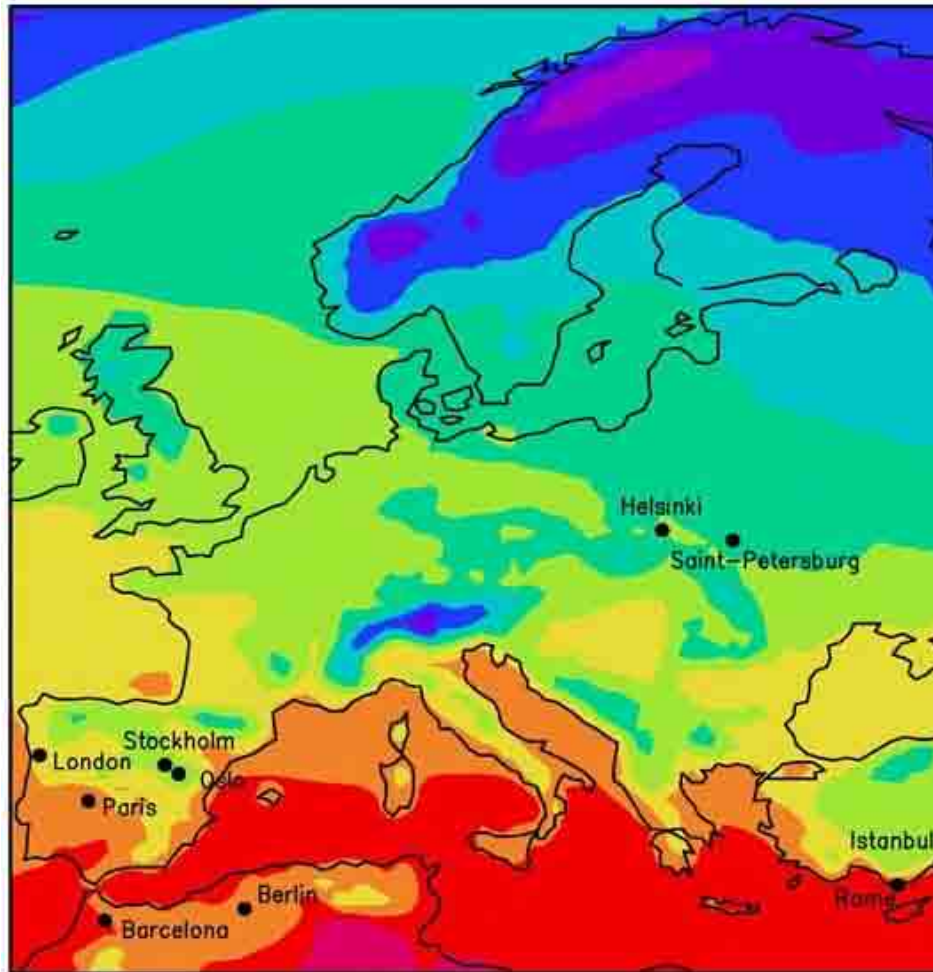 Helsinki
Saint-Petersburg
Stockholm
London
Oslo
Paris
Istanbul
Rome
Berlin
Barcelona